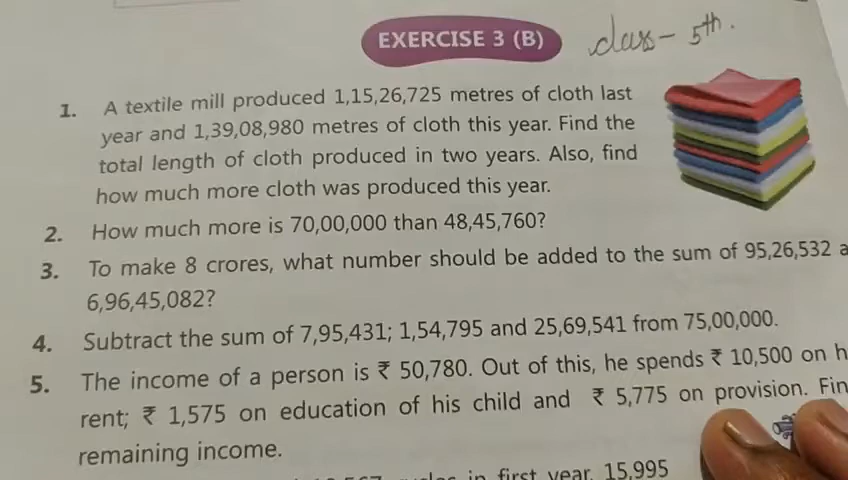 EXERCISE 3 (B)
class - 5th.
1. A textile mill produced 1,15,26,725 metres of cloth last
year and 1,39,08,980 metres of cloth this year. Find the
total length of cloth produced in two years. Also, find
how much more cloth was produced this year.
2. How much more is 70,00,000 than 48,45,760?
3. To make 8 crores, what number should be added to the sum of 95,26,532 a
6,96,45,082?
4. Subtract the sum of 7,95,431; 1,54,795 and 25,69,541 from 75,00,000.
5. The income of a person is ₹ 50,780. Out of this, he spends ₹ 10,500 on h
rent; ₹ 1,575 on education of his child and ₹ 5,775 on provision. Fin
remaining income.
in first year, 15,995